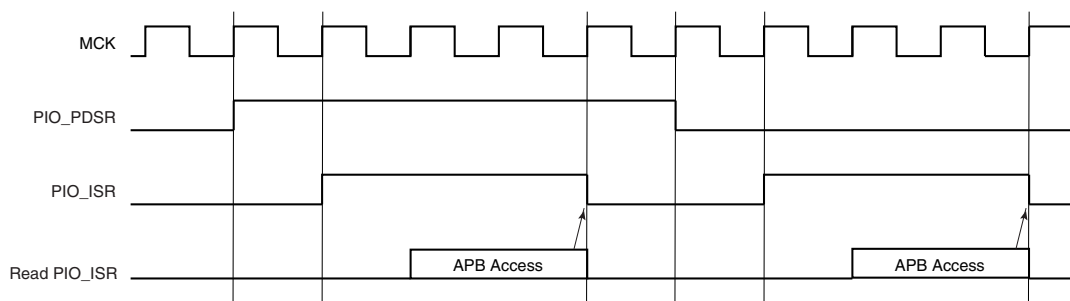 MCK
PIO_PDSR
PIO_ISR
Read PIO_ISR
APB Access
APB Access